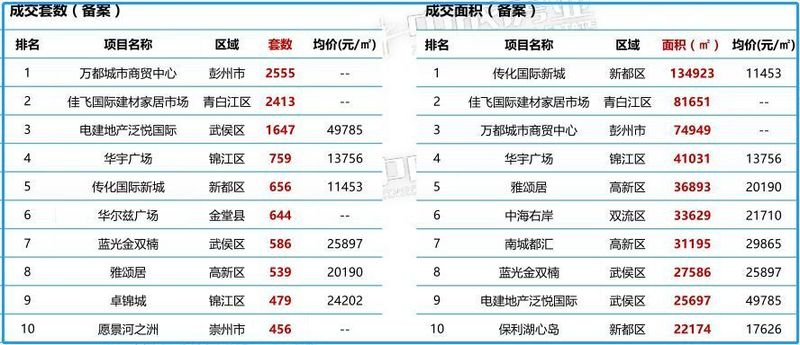 成交套数（备案）
排名 项目名称 区域 套数 均价(元/㎡)
1 万都城市商贸中心 彭州市 2555 --
2 佳飞国际建材家居市场 青白江区 2413 --
3 电建地产泛悦国际 武侯区 1647 49785
4 华宇广场 锦江区 759 13756
5 传化国际新城 新都区 656 11453
6 华尔兹广场 金堂县 644 --
7 蓝光金双楠 武侯区 586 25897
8 雅颂居 高新区 539 20190
9 卓锦城 锦江区 479 24202
10 愿景河之洲 崇州市 456 --
成交面积（备案）
排名 项目名称 区域 面积（㎡） 均价(元/㎡)
1 传化国际新城 新都区 134923 11453
2 佳飞国际建材家居市场 青白江区 81651 --
3 万都城市商贸中心 彭州市 74949 --
4 华宇广场 锦江区 41031 13756
5 雅颂居 高新区 36893 20190
6 中海右岸 双流区 33629 21710
7 南城都汇 高新区 31195 29865
8 蓝光金双楠 武侯区 27586 25897
9 电建地产泛悦国际 武侯区 25697 49785
10 保利湖心岛 新都区 22174 17626